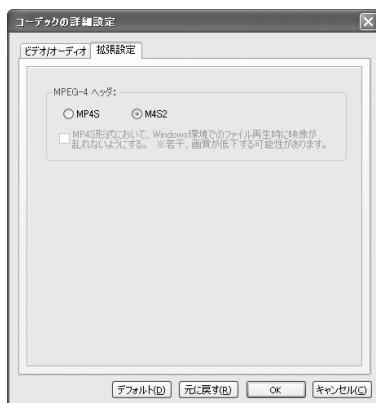 コーデックの詳細設定
ビデオ/オーディオ 拡張設定
MPEG-4 ヘッダ:
MP4S M4S2
MP4S形式において、Windows環境でのファイル再生時に映像が
乱れないようにする。 ※若干、画質が低下する可能性があります。
デフォルト(D) 元に戻す(R) OK キャンセル(C)